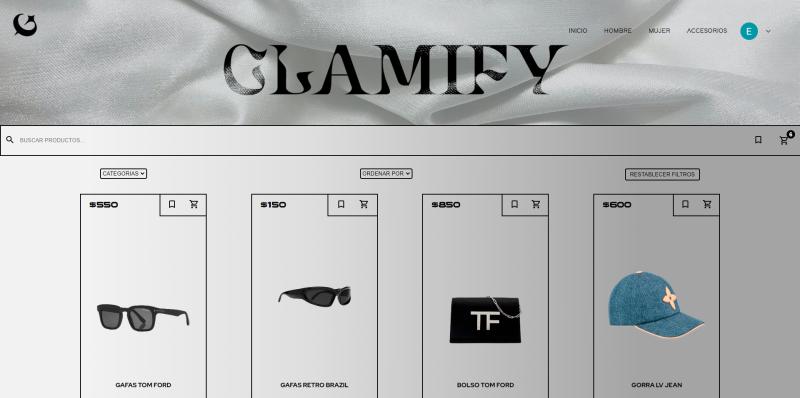 G
INICIO HOMBRE MUJER ACCESORIOS E
GLAMIFY
BUSCAR PRODUCTOS...
CATEGORIAS ORDENAR POR RESTABLECER FILTROS
$550 $150 $850 $600
TF
GAFAS TOM FORD GAFAS RETRO BRAZIL BOLSO TOM FORD GORRA LV JEAN